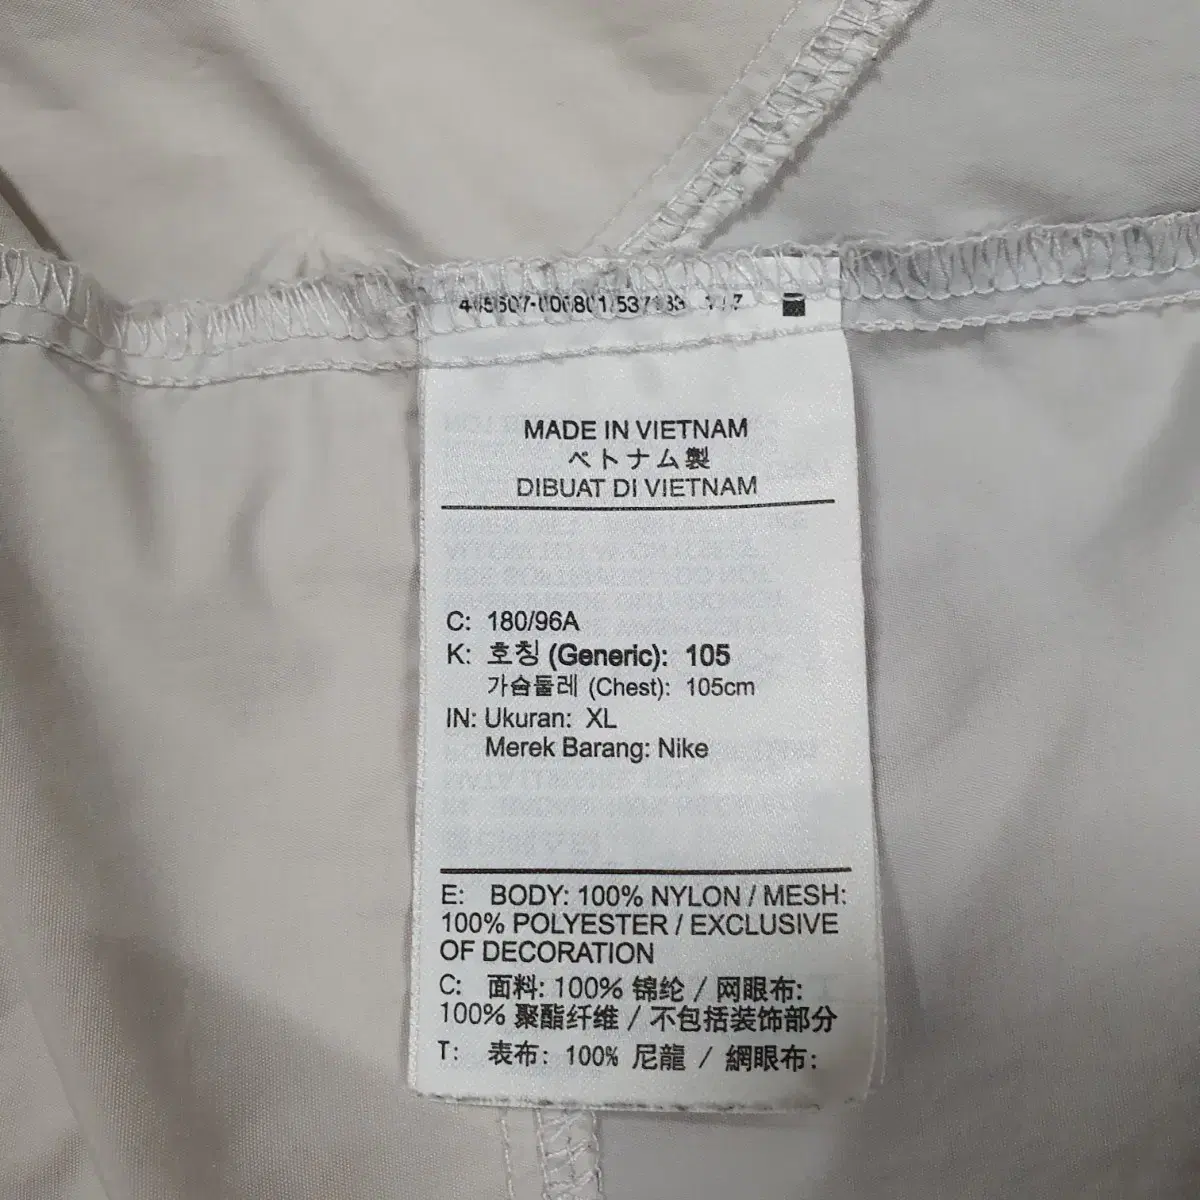 MADE IN VIETNAM
ベトナム製
DIBUAT DI VIETNAM
C: 180/96A
K: 호칭 (Generic): 105
가슴둘레 (Chest): 105cm
IN: Ukuran: XL
Merek Barang: Nike
E: BODY: 100% NYLON / MESH:
100% POLYESTER / EXCLUSIVE
OF DECORATION
C: 面料: 100% 锦纶 / 网眼布:
100% 聚酯纤维 / 不包括装饰部分
T: 表布: 100% 尼龍 / 網眼布: